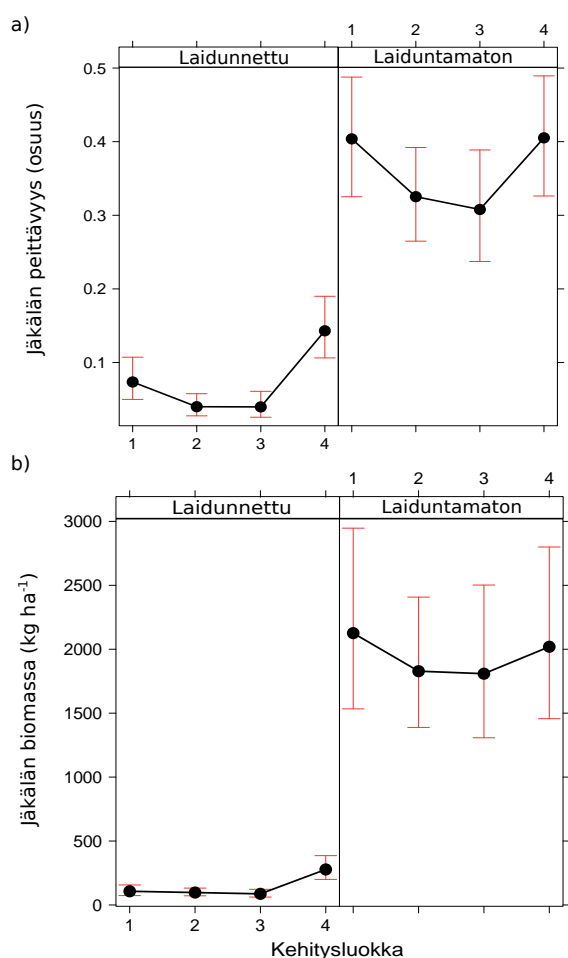 a)
1 2 3 4
Laidunnettu Laiduntamaton
0.5
0.4
0.3
0.2
0.1
Jäkälän peittävyys (osuus)
1 2 3 4
b)
1 2 3 4
Laidunnettu Laiduntamaton
3000
2500
2000
1500
1000
500
0
Jäkälän biomassa (kg ha⁻¹)
1 2 3 4
Kehitysluokka